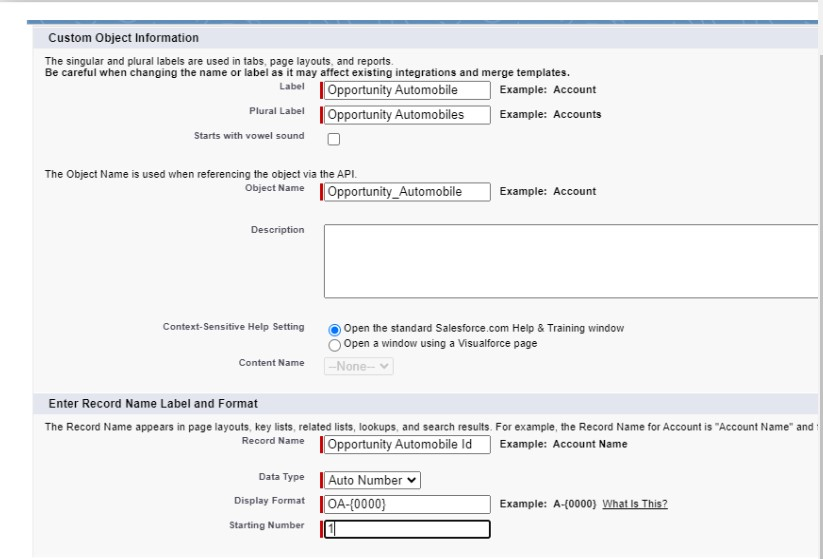 Custom Object Information
The singular and plural labels are used in tabs, page layouts, and reports.
Be careful when changing the name or label as it may affect existing integrations and merge templates.
Label Opportunity Automobile Example: Account
Plural Label Opportunity Automobiles Example: Accounts
Starts with vowel sound
The Object Name is used when referencing the object via the API.
Object Name Opportunity_Automobile Example: Account
Description
Context-Sensitive Help Setting Open the standard Salesforce.com Help & Training window
Open a window using a Visualforce page
Content Name --None--
Enter Record Name Label and Format
The Record Name appears in page layouts, key lists, related lists, lookups, and search results. For example, the Record Name for Account is "Account Name" and
Record Name Opportunity Automobile Id Example: Account Name
Data Type Auto Number
Display Format OA-{0000} Example: A-{0000} What Is This?
Starting Number 1